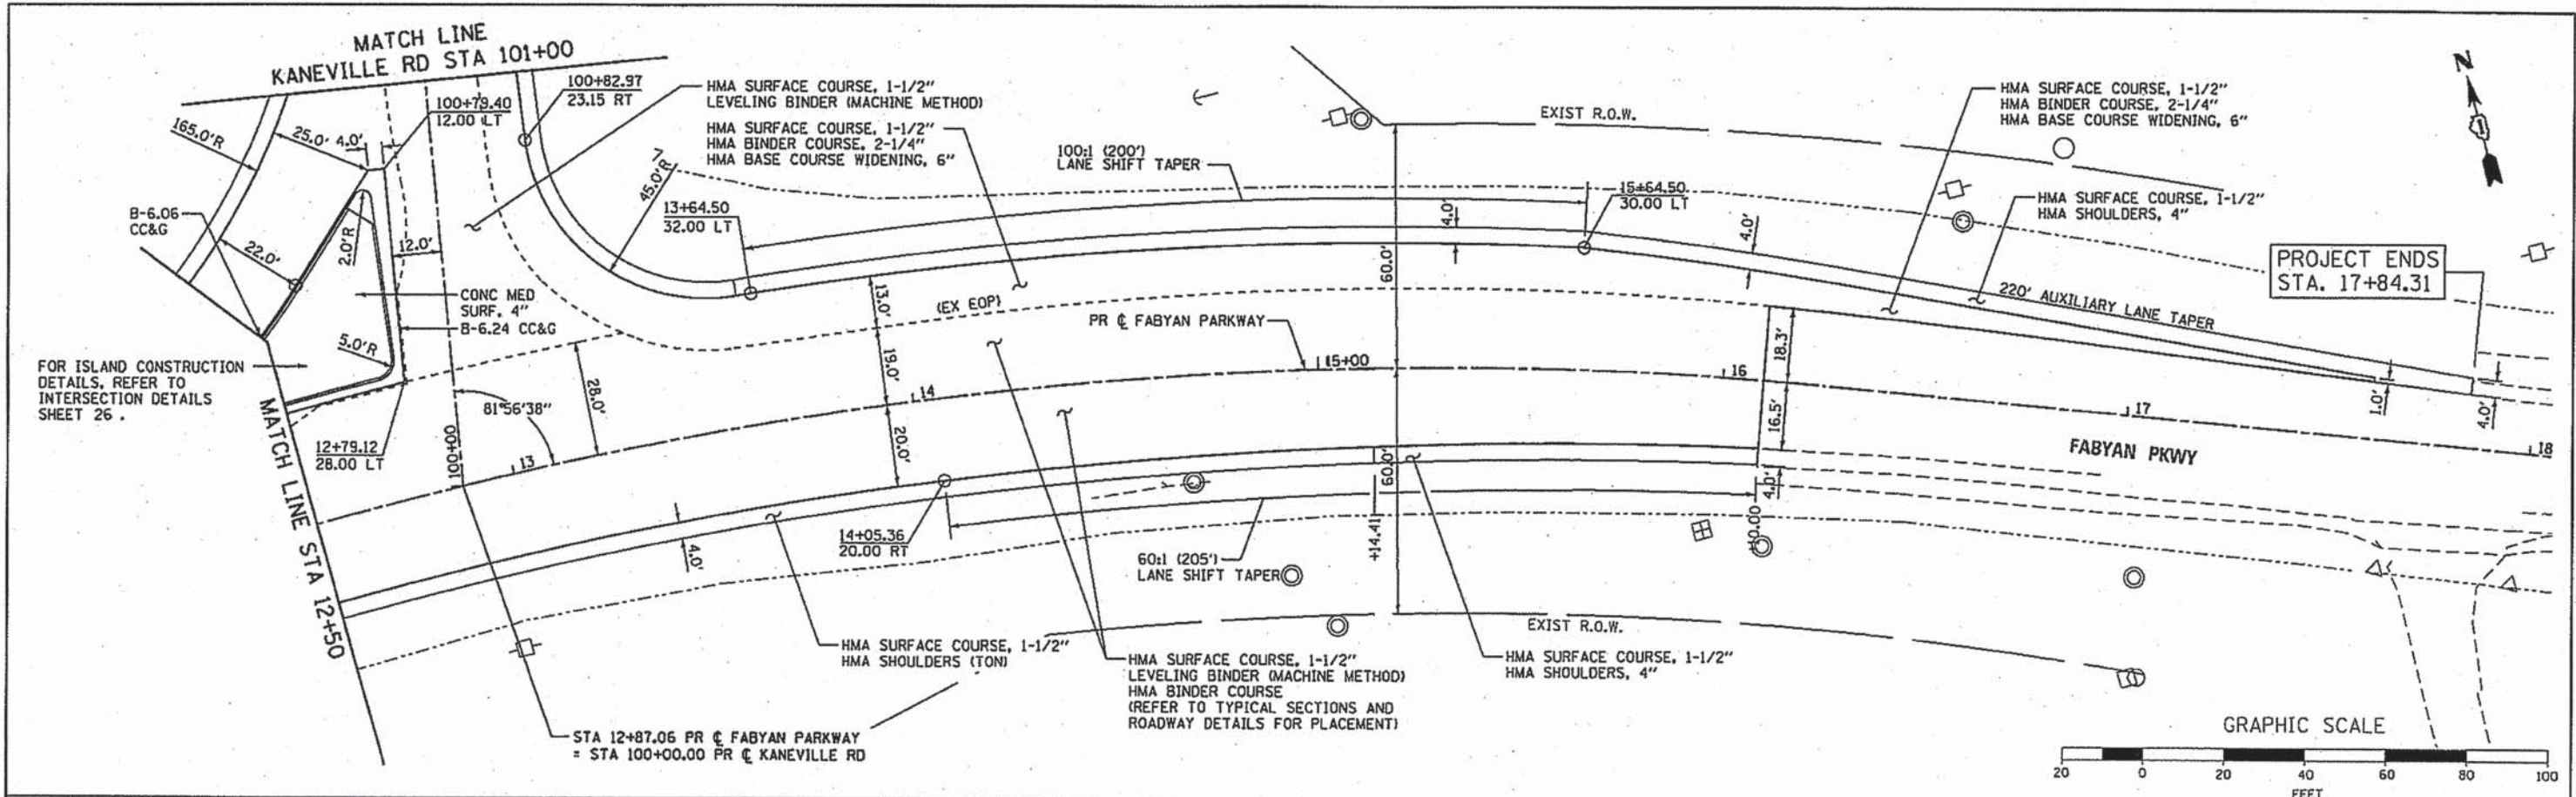 MATCH LINE
KANEVILLE RD STA 101+00
100+79.40
12.00 LT
100+82.97
23.15 RT
165.0'R
25.0'
4.0'
B-6.06
CC&G
22.0'
2.0'R
12.0'
CONC MED
SURF, 4"
B-6.24 CC&G
5.0'R
FOR ISLAND CONSTRUCTION
DETAILS, REFER TO
INTERSECTION DETAILS
SHEET 26 .
MATCH LINE STA 12+50
12+79.12
28.00 LT
100+00
81°56'38"
28.0'
13
45.0'R
13+64.50
32.00 LT
HMA SURFACE COURSE, 1-1/2"
LEVELING BINDER (MACHINE METHOD)
HMA SURFACE COURSE, 1-1/2"
HMA BINDER COURSE, 2-1/4"
HMA BASE COURSE WIDENING, 6"
100:1 (200')
LANE SHIFT TAPER
EXIST R.O.W.
15+64.50
30.00 LT
4.0'
4.0'
60.0'
13.0'
(EX EOP)
19.0'
14
20.0'
PR ℄ FABYAN PARKWAY
15+00
16
18.3'
16.5'
HMA SURFACE COURSE, 1-1/2"
HMA BINDER COURSE, 2-1/4"
HMA BASE COURSE WIDENING, 6"
HMA SURFACE COURSE, 1-1/2"
HMA SHOULDERS, 4"
N
PROJECT ENDS
STA. 17+84.31
220' AUXILIARY LANE TAPER
1.0'
4.0'
17
18
FABYAN PKWY
4.0'
14+05.36
20.00 RT
60:1 (205')
LANE SHIFT TAPER
60.0'
+14.41
4.0'
+10.00
HMA SURFACE COURSE, 1-1/2"
HMA SHOULDERS (TON)
HMA SURFACE COURSE, 1-1/2"
LEVELING BINDER (MACHINE METHOD)
HMA BINDER COURSE
(REFER TO TYPICAL SECTIONS AND
ROADWAY DETAILS FOR PLACEMENT)
HMA SURFACE COURSE, 1-1/2"
HMA SHOULDERS, 4"
EXIST R.O.W.
STA 12+87.06 PR ℄ FABYAN PARKWAY
= STA 100+00.00 PR ℄ KANEVILLE RD
GRAPHIC SCALE
20 0 20 40 60 80 100
FEET